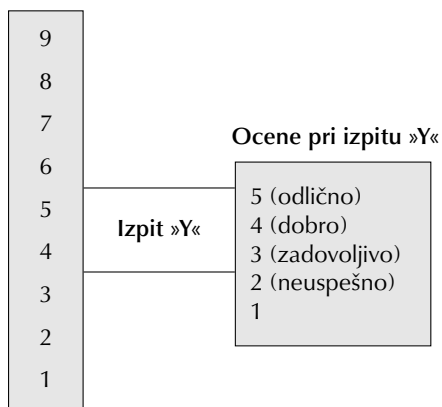 9
8
7
6
5
4
3
2
1
Izpit »Y«
Ocene pri izpitu »Y«
5 (odlično)
4 (dobro)
3 (zadovoljivo)
2 (neuspešno)
1